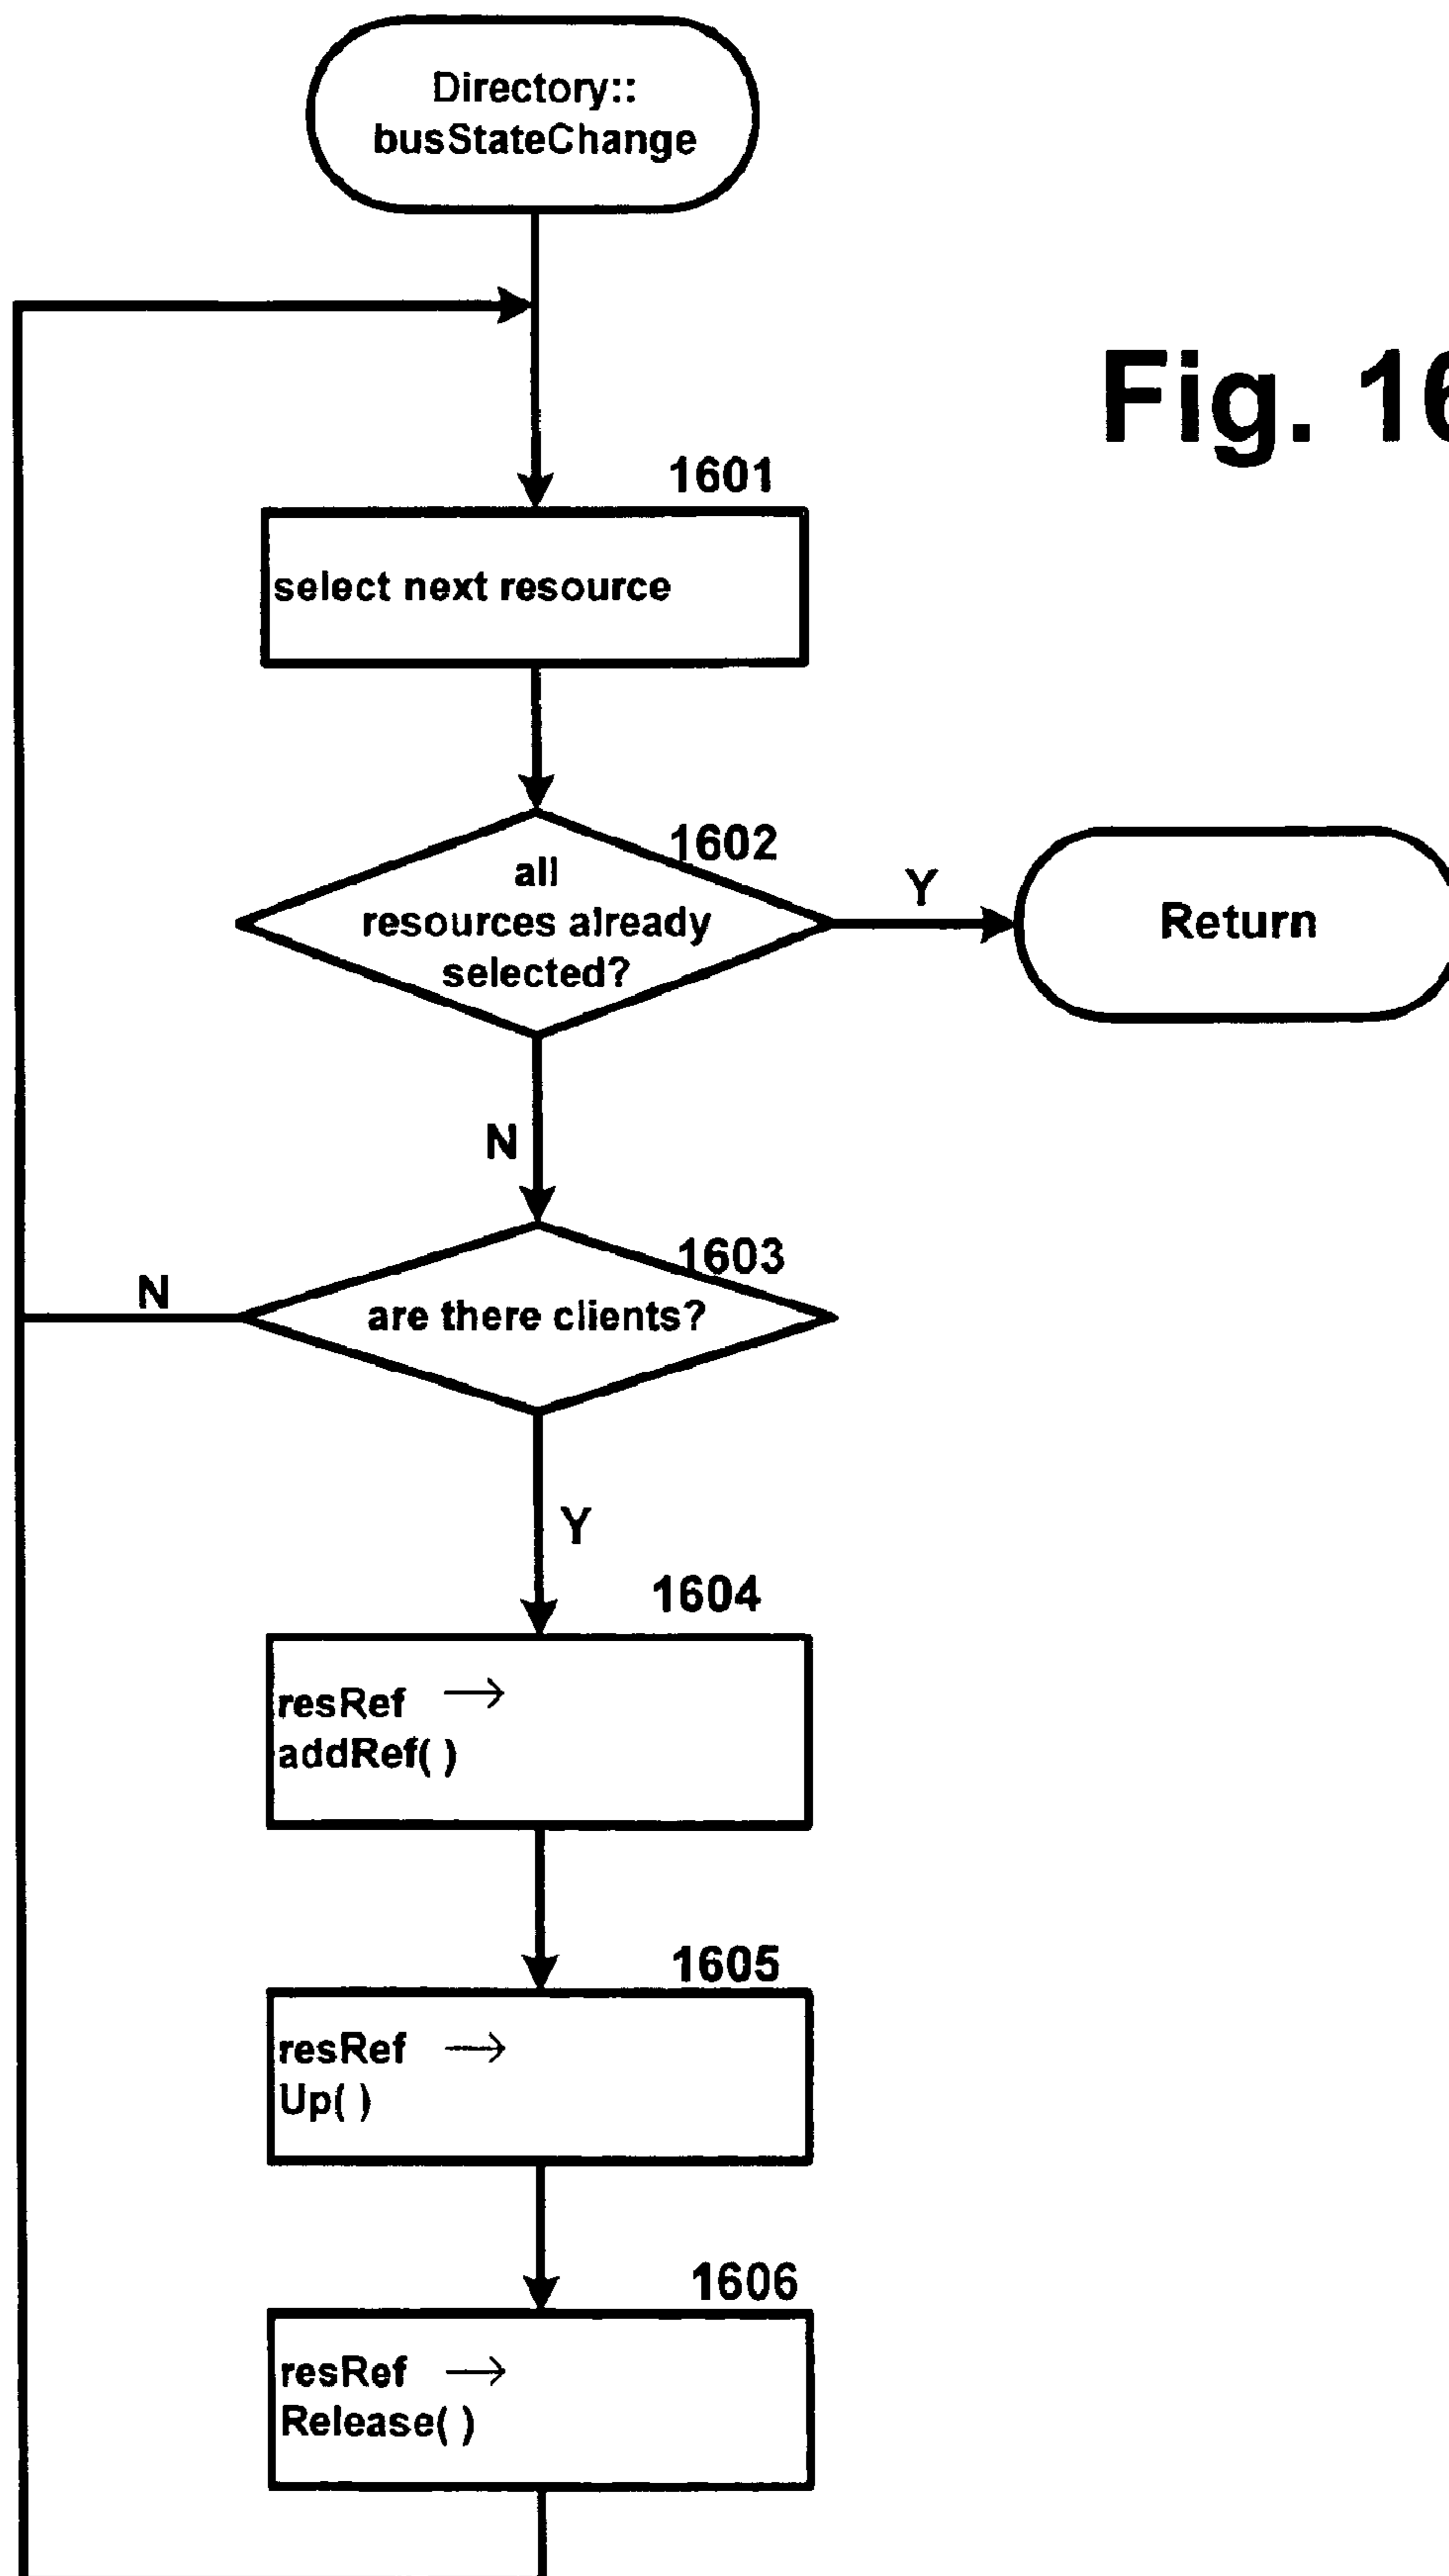 Directory::
busStateChange
Fig. 16
1601
select next resource
1602
all
resources already
selected?
Y
Return
N
1603
are there clients?
N
Y
1604
resRef →
addRef( )
1605
resRef →
Up( )
1606
resRef →
Release( )